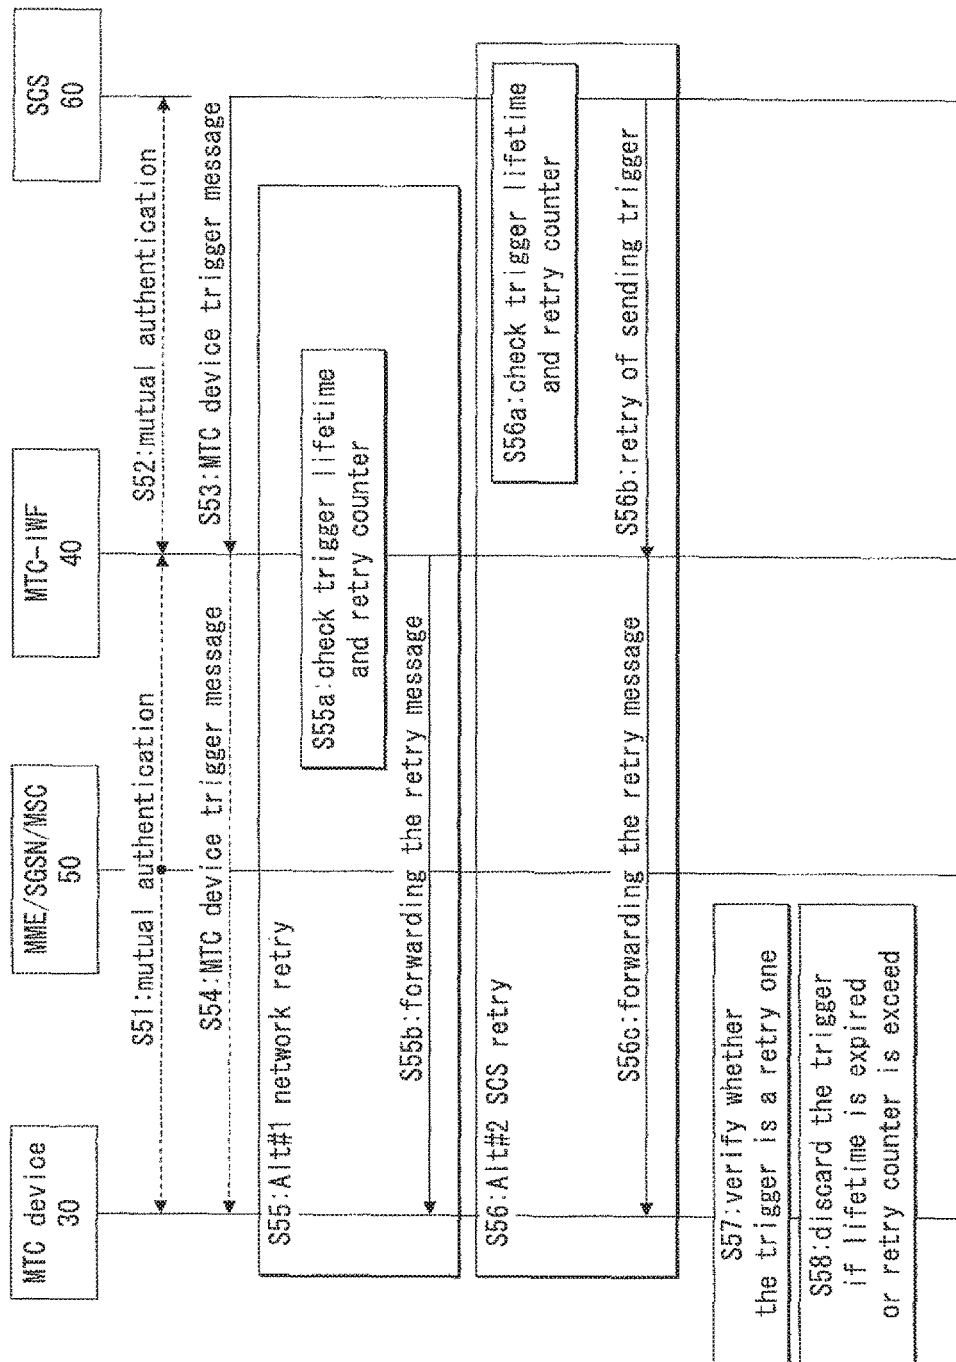 MTC device
30
MME/SGSN/MSC
50
MTC-IWF
40
SCS
60
S51:mutual authentication
S52:mutual authentication
S53:MTC device trigger message
S54:MTC device trigger message
S55:Alt#1 network retry
S55a:check trigger lifetime
and retry counter
S55b:forwarding the retry message
S56:Alt#2 SCS retry
S56a:check trigger lifetime
and retry counter
S56b:retry of sending trigger
S56c:forwarding the retry message
S57:verify whether
the trigger is a retry one
S58:discard the trigger
if lifetime is expired
or retry counter is exceed